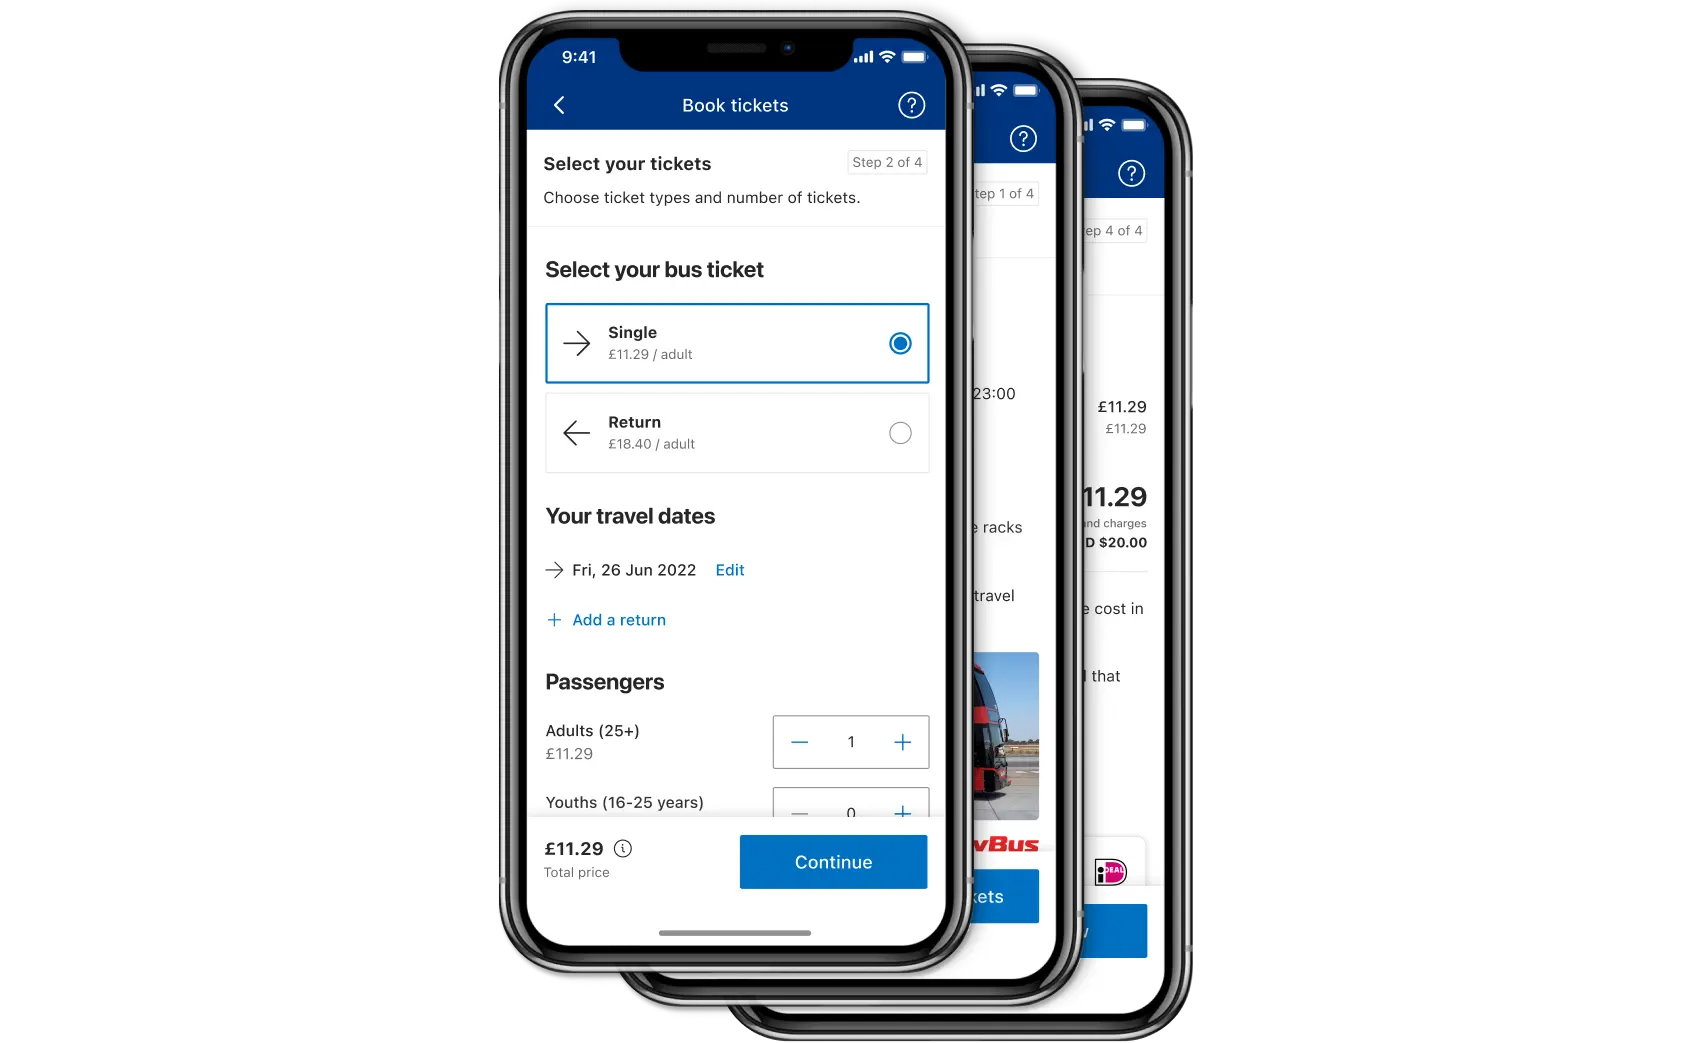 9:41
Book tickets
?
Select your tickets
Step 2 of 4
Choose ticket types and number of tickets.
Select your bus ticket
Single
£11.29 / adult
Return
£18.40 / adult
Your travel dates
Fri, 26 Jun 2022 Edit
+ Add a return
Passengers
Adults (25+)
£11.29
− 1 +
Youths (16-25 years)
− 0 +
£11.29 i
Total price
Continue
?
tep 1 of 4
23:00
e racks
travel
vBus
kets
?
ep 4 of 4
£11.29
£11.29
11.29
and charges
D $20.00
e cost in
that
iDEAL